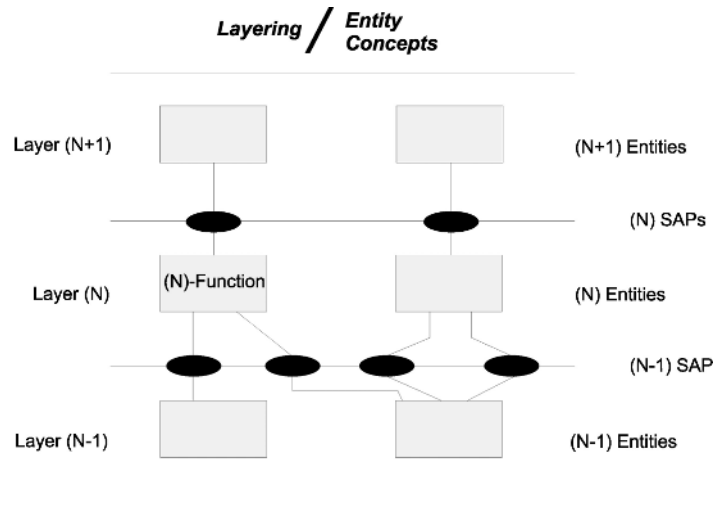 Layering / Entity
Concepts
Layer (N+1)
(N+1) Entities
(N) SAPs
(N)-Function
Layer (N)
(N) Entities
(N-1) SAP
Layer (N-1)
(N-1) Entities